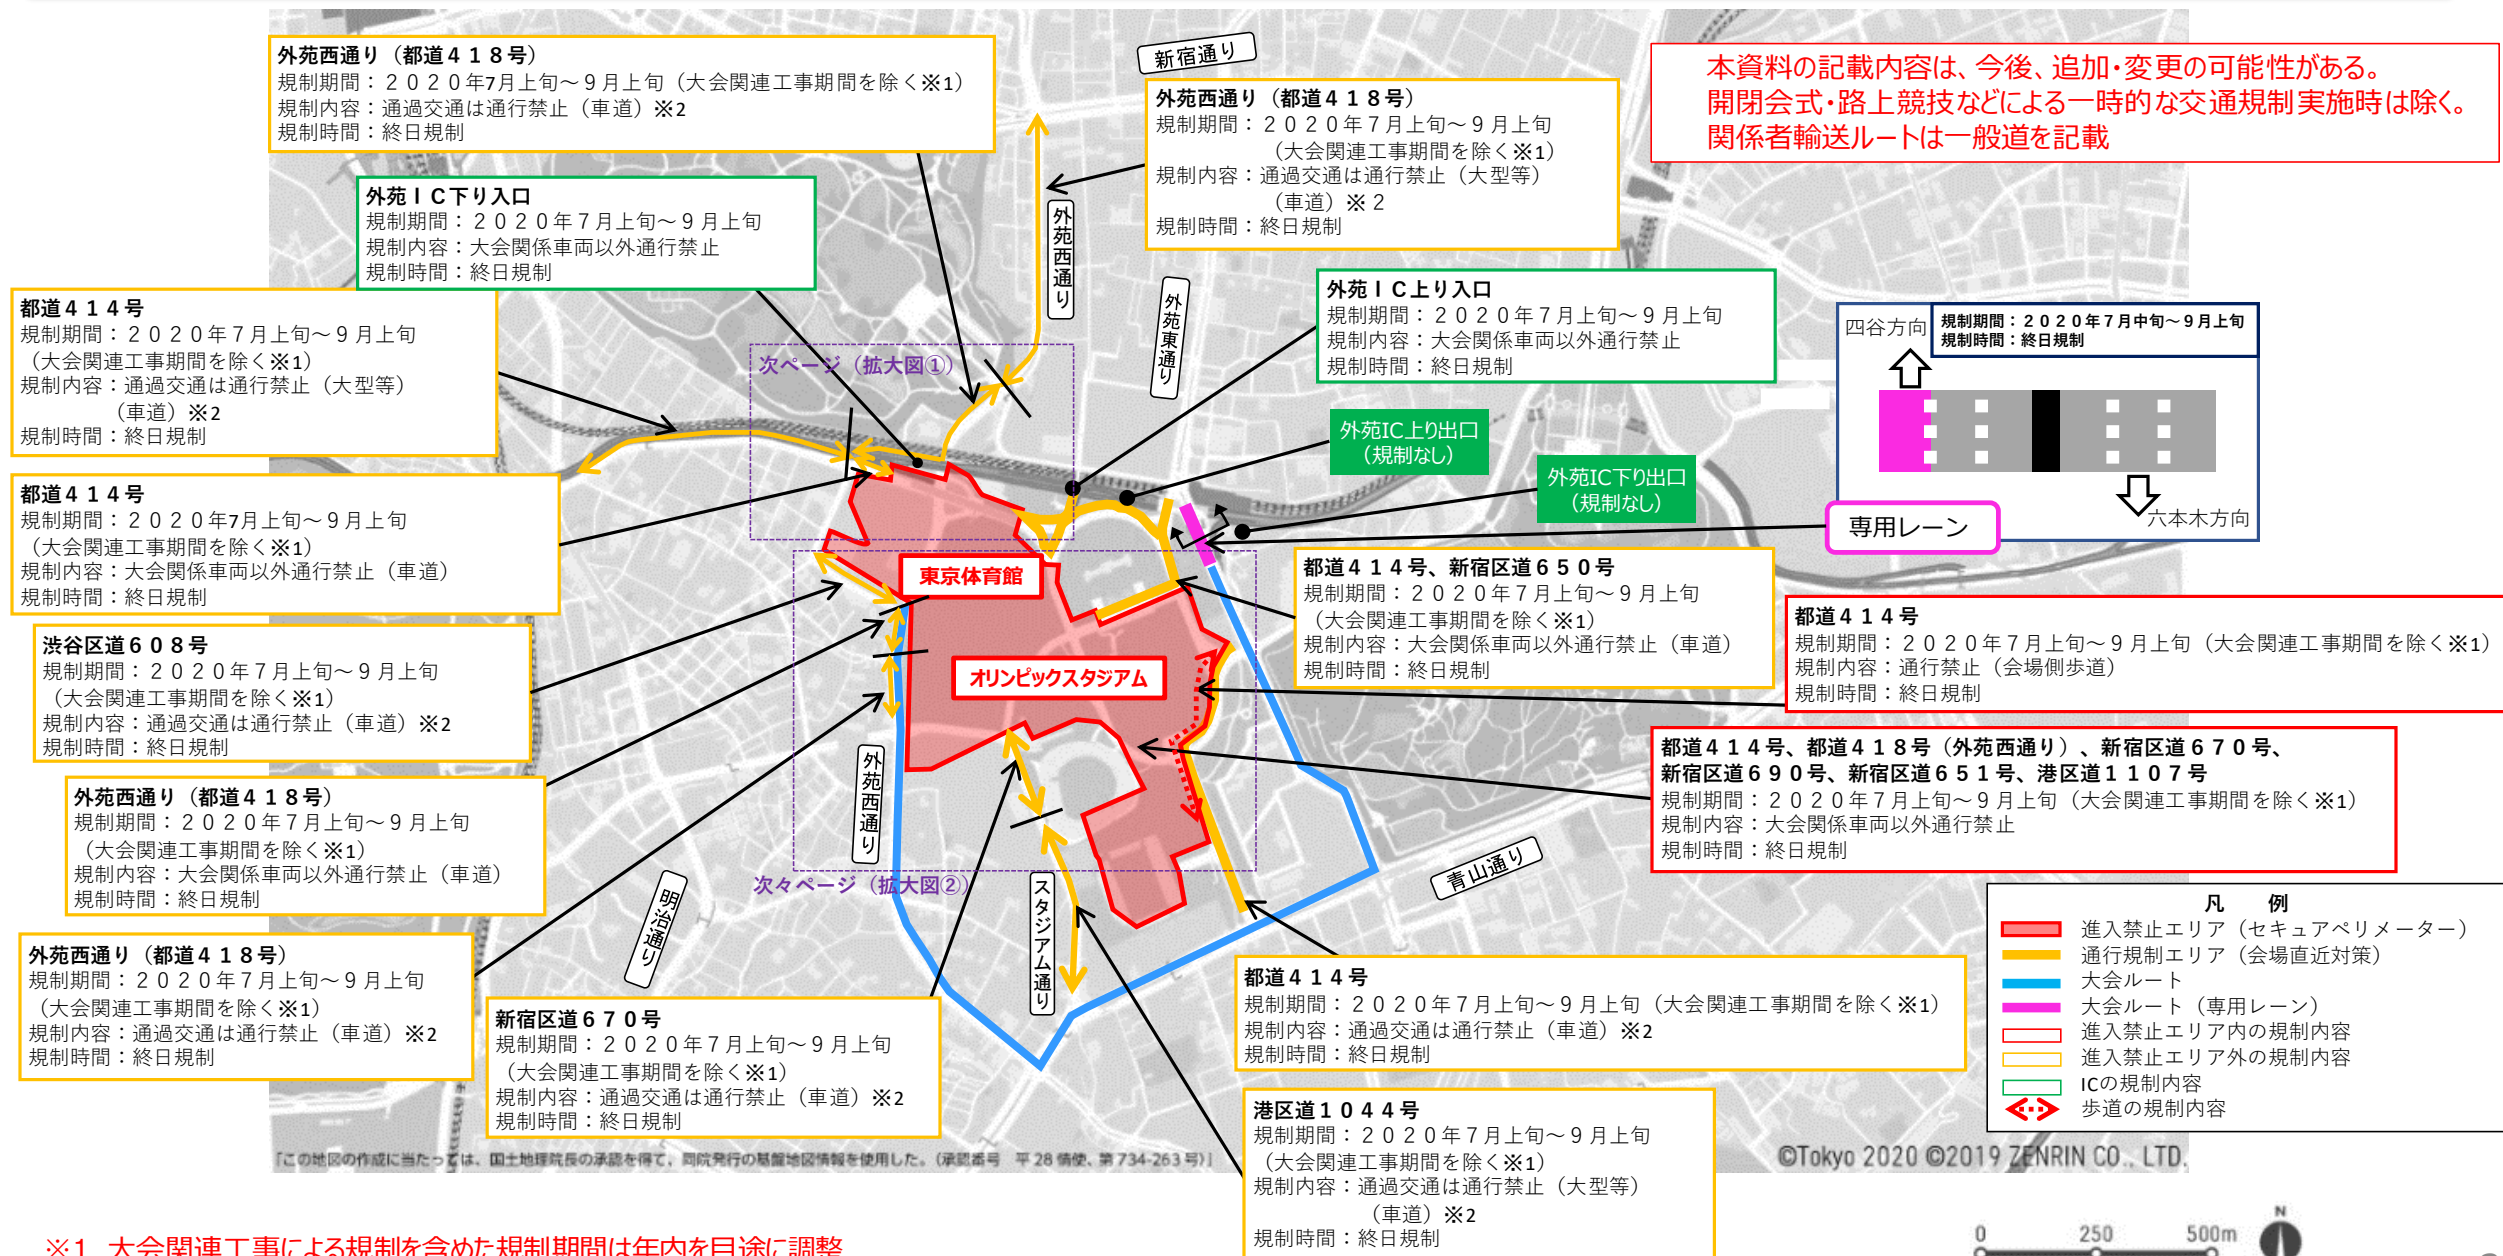 外苑西通り（都道４１８号）
規制期間：２０２０年7月上旬～９月上旬（大会関連工事期間を除く※1）
規制内容：通過交通は通行禁止（車道）※2
規制時間：終日規制
新宿通り
外苑西通り（都道４１８号）
規制期間：２０２０年７月上旬～９月上旬
（大会関連工事期間を除く※1）
規制内容：通過交通は通行禁止（大型等）
（車道）※２
規制時間：終日規制
本資料の記載内容は、今後、追加・変更の可能性がある。
開閉会式・路上競技などによる一時的な交通規制実施時は除く。
関係者輸送ルートは一般道を記載
外苑ＩＣ下り入口
規制期間：２０２０年７月上旬～９月上旬
規制内容：大会関係車両以外通行禁止
規制時間：終日規制
外苑西通り
外苑東通り
外苑ＩＣ上り入口
規制期間：２０２０年７月上旬～９月上旬
規制内容：大会関係車両以外通行禁止
規制時間：終日規制
都道４１４号
規制期間：２０２０年７月上旬～９月上旬
（大会関連工事期間を除く※1）
規制内容：通過交通は通行禁止（大型等）
（車道）※2
規制時間：終日規制
四谷方向
規制期間：２０２０年７月中旬～９月上旬
規制時間：終日規制
六本木方向
専用レーン
次ページ（拡大図①）
外苑IC上り出口
（規制なし）
外苑IC下り出口
（規制なし）
都道４１４号
規制期間：２０２０年7月上旬～９月上旬
（大会関連工事期間を除く※1）
規制内容：大会関係車両以外通行禁止（車道）
規制時間：終日規制
東京体育館
オリンピックスタジアム
都道４１４号、新宿区道６５０号
規制期間：２０２０年７月上旬～９月上旬
（大会関連工事期間を除く※1）
規制内容：大会関係車両以外通行禁止（車道）
規制時間：終日規制
都道４１４号
規制期間：２０２０年７月上旬～９月上旬（大会関連工事期間を除く※1）
規制内容：通行禁止（会場側歩道）
規制時間：終日規制
渋谷区道６０８号
規制期間：２０２０年７月上旬～９月上旬
（大会関連工事期間を除く※1）
規制内容：通過交通は通行禁止（車道）※2
規制時間：終日規制
都道４１４号、都道４１８号（外苑西通り）、新宿区道６７０号、
新宿区道６９０号、新宿区道６５１号、港区道１１０７号
規制期間：２０２０年７月上旬～９月上旬（大会関連工事期間を除く※1）
規制内容：大会関係車両以外通行禁止
規制時間：終日規制
外苑西通り（都道４１８号）
規制期間：２０２０年７月上旬～９月上旬
（大会関連工事期間を除く※1）
規制内容：大会関係車両以外通行禁止（車道）
規制時間：終日規制
外苑西通り
次々ページ（拡大図②）
明治通り
スタジアム通り
青山通り
外苑西通り（都道４１８号）
規制期間：２０２０年７月上旬～９月上旬
（大会関連工事期間を除く※1）
規制内容：通過交通は通行禁止（車道）※2
規制時間：終日規制
新宿区道６７０号
規制期間：２０２０年７月上旬～９月上旬
（大会関連工事期間を除く※1）
規制内容：通過交通は通行禁止（車道）※2
規制時間：終日規制
都道４１４号
規制期間：２０２０年７月上旬～９月上旬（大会関連工事期間を除く※1）
規制内容：通過交通は通行禁止（車道）※2
規制時間：終日規制
港区道１０４４号
規制期間：２０２０年７月上旬～９月上旬
（大会関連工事期間を除く※1）
規制内容：通過交通は通行禁止（大型等）
（車道）※2
規制時間：終日規制
凡　例
進入禁止エリア（セキュアペリメーター）
通行規制エリア（会場直近対策）
大会ルート
大会ルート（専用レーン）
進入禁止エリア内の規制内容
進入禁止エリア外の規制内容
ICの規制内容
歩道の規制内容
「この地図の作成に当たっては、国土地理院長の承認を得て、同院発行の基盤地図情報を使用した。（承認番号　平 28 情使、第 734-263 号）」
©Tokyo 2020 ©2019 ZENRIN CO., LTD.
※1　大会関連工事による規制を含めた規制期間は年内を目途に調整
0 250 500m
N